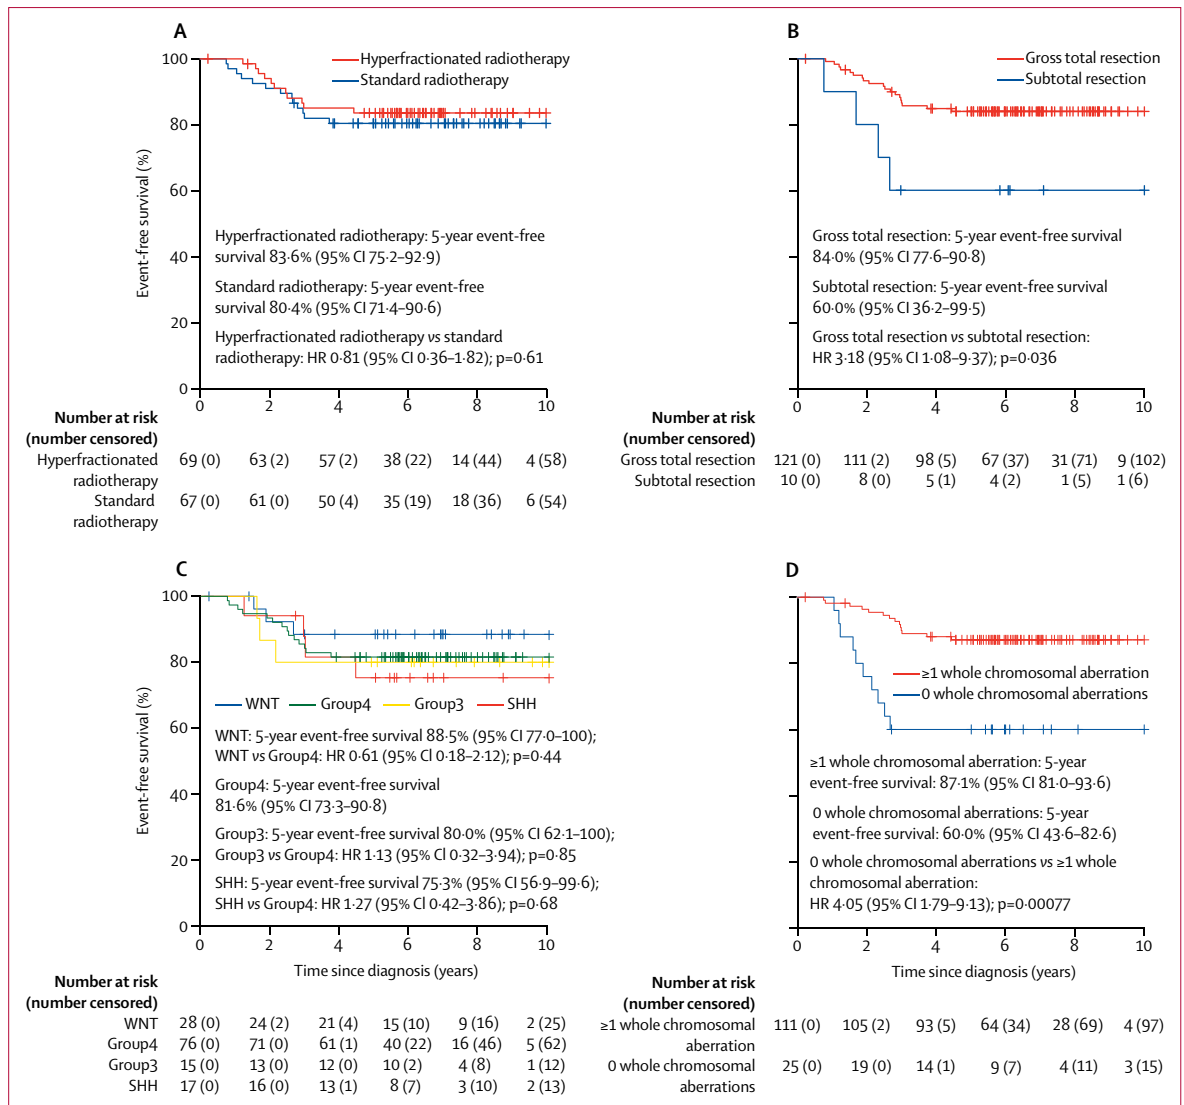 A
Hyperfractionated radiotherapy
Standard radiotherapy
100
80
60
40
20
0
Event-free survival (%)
Hyperfractionated radiotherapy: 5-year event-free
survival 83·6% (95% CI 75·2–92·9)
Standard radiotherapy: 5-year event-free
survival 80·4% (95% CI 71·4–90·6)
Hyperfractionated radiotherapy vs standard
radiotherapy: HR 0·81 (95% CI 0·36–1·82); p=0·61
0 2 4 6 8 10
Number at risk
(number censored)
Hyperfractionated radiotherapy 69 (0) 63 (2) 57 (2) 38 (22) 14 (44) 4 (58)
Standard radiotherapy 67 (0) 61 (0) 50 (4) 35 (19) 18 (36) 6 (54)
B
Gross total resection
Subtotal resection
Gross total resection: 5-year event-free survival
84·0% (95% CI 77·6–90·8)
Subtotal resection: 5-year event-free survival
60·0% (95% CI 36·2–99·5)
Gross total resection vs subtotal resection:
HR 3·18 (95% CI 1·08–9·37); p=0·036
0 2 4 6 8 10
Number at risk
(number censored)
Gross total resection 121 (0) 111 (2) 98 (5) 67 (37) 31 (71) 9 (102)
Subtotal resection 10 (0) 8 (0) 5 (1) 4 (2) 1 (5) 1 (6)
C
100
80
60
40
20
0
Event-free survival (%)
WNT Group4 Group3 SHH
WNT: 5-year event-free survival 88·5% (95% CI 77·0–100);
WNT vs Group4: HR 0·61 (95% CI 0·18–2·12); p=0·44
Group4: 5-year event-free survival
81·6% (95% CI 73·3–90·8)
Group3: 5-year event-free survival 80·0% (95% CI 62·1–100);
Group3 vs Group4: HR 1·13 (95% CI 0·32–3·94); p=0·85
SHH: 5-year event-free survival 75·3% (95% CI 56·9–99·6);
SHH vs Group4: HR 1·27 (95% CI 0·42–3·86); p=0·68
0 2 4 6 8 10
Time since diagnosis (years)
Number at risk
(number censored)
WNT 28 (0) 24 (2) 21 (4) 15 (10) 9 (16) 2 (25)
Group4 76 (0) 71 (0) 61 (1) 40 (22) 16 (46) 5 (62)
Group3 15 (0) 13 (0) 12 (0) 10 (2) 4 (8) 1 (12)
SHH 17 (0) 16 (0) 13 (1) 8 (7) 3 (10) 2 (13)
D
≥1 whole chromosomal aberration
0 whole chromosomal aberrations
≥1 whole chromosomal aberration: 5-year
event-free survival: 87·1% (95% CI 81·0–93·6)
0 whole chromosomal aberrations: 5-year
event-free survival: 60·0% (95% CI 43·6–82·6)
0 whole chromosomal aberrations vs ≥1 whole
chromosomal aberration:
HR 4·05 (95% CI 1·79–9·13); p=0·00077
0 2 4 6 8 10
Time since diagnosis (years)
Number at risk
(number censored)
≥1 whole chromosomal aberration 111 (0) 105 (2) 93 (5) 64 (34) 28 (69) 4 (97)
0 whole chromosomal aberrations 25 (0) 19 (0) 14 (1) 9 (7) 4 (11) 3 (15)